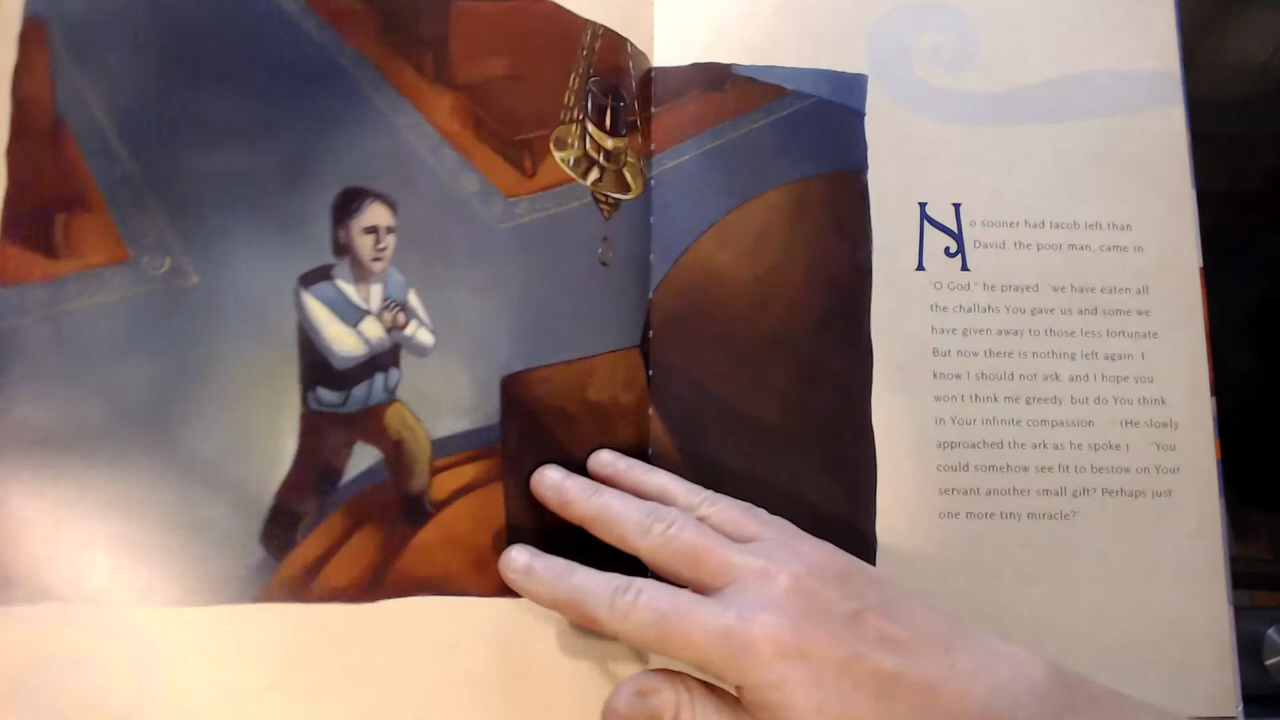 No sooner had Jacob left than
David, the poor man, came in.
"O God," he prayed, "we have eaten all
the challahs You gave us and some we
have given away to those less fortunate.
But now there is nothing left again. I
know I should not ask, and I hope you
won't think me greedy, but do You think,
in Your infinite compassion . . ." (He slowly
approached the ark as he spoke.) . . . "You
could somehow see fit to bestow on Your
servant another small gift? Perhaps just
one more tiny miracle?"